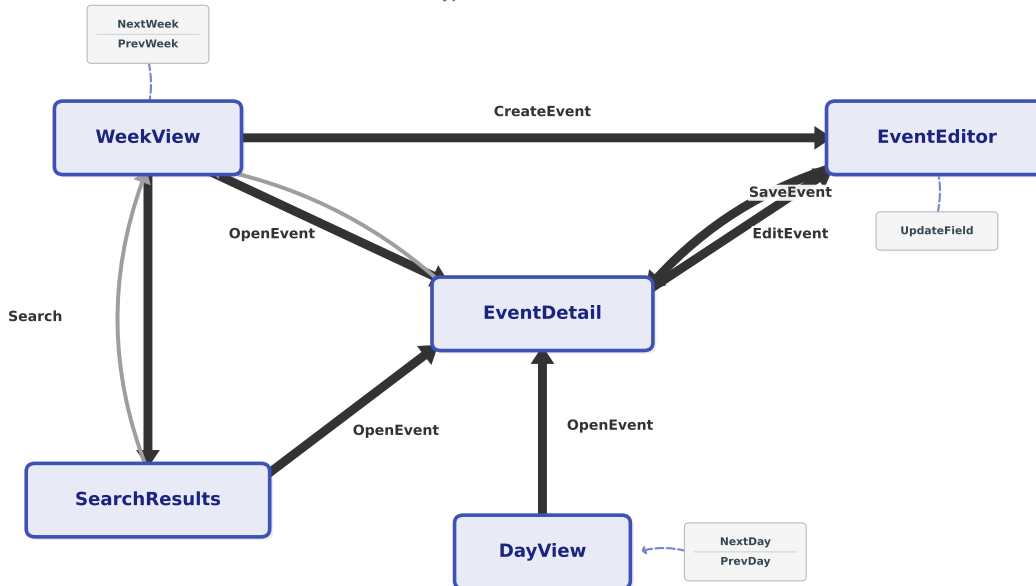 NextWeek
PrevWeek
CreateEvent
WeekView
EventEditor
SaveEvent
OpenEvent
EditEvent
UpdateField
EventDetail
Search
OpenEvent
OpenEvent
SearchResults
DayView
NextDay
PrevDay